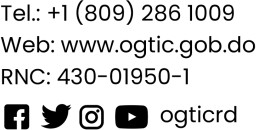 Tel.: +1 (809) 286 1009
Web: www.ogtic.gob.do
RNC: 430-01950-1
ogticrd